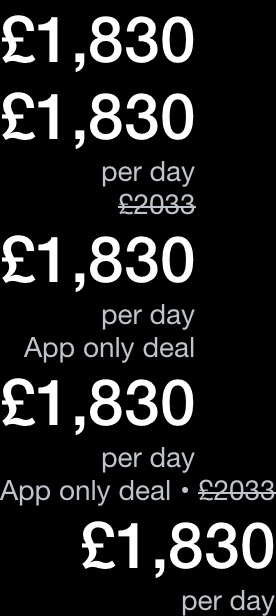 £1,830
£1,830
per day
£2033
£1,830
per day
App only deal
£1,830
per day
App only deal • £2033
£1,830
per day